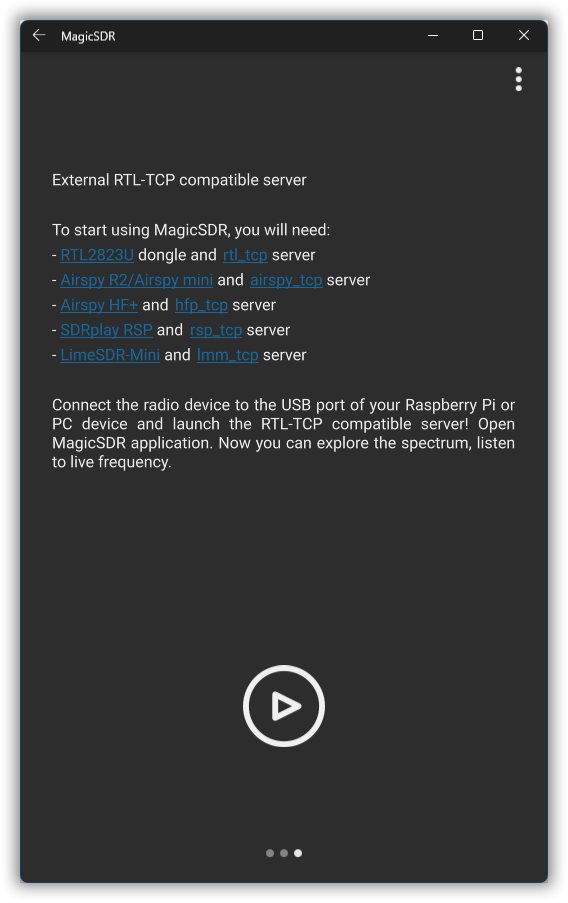 MagicSDR
External RTL-TCP compatible server
To start using MagicSDR, you will need:
- RTL2823U dongle and rtl_tcp server
- Airspy R2/Airspy mini and airspy_tcp server
- Airspy HF+ and hfp_tcp server
- SDRplay RSP and rsp_tcp server
- LimeSDR-Mini and lmm_tcp server
Connect the radio device to the USB port of your Raspberry Pi or
PC device and launch the RTL-TCP compatible server! Open
MagicSDR application. Now you can explore the spectrum, listen
to live frequency.